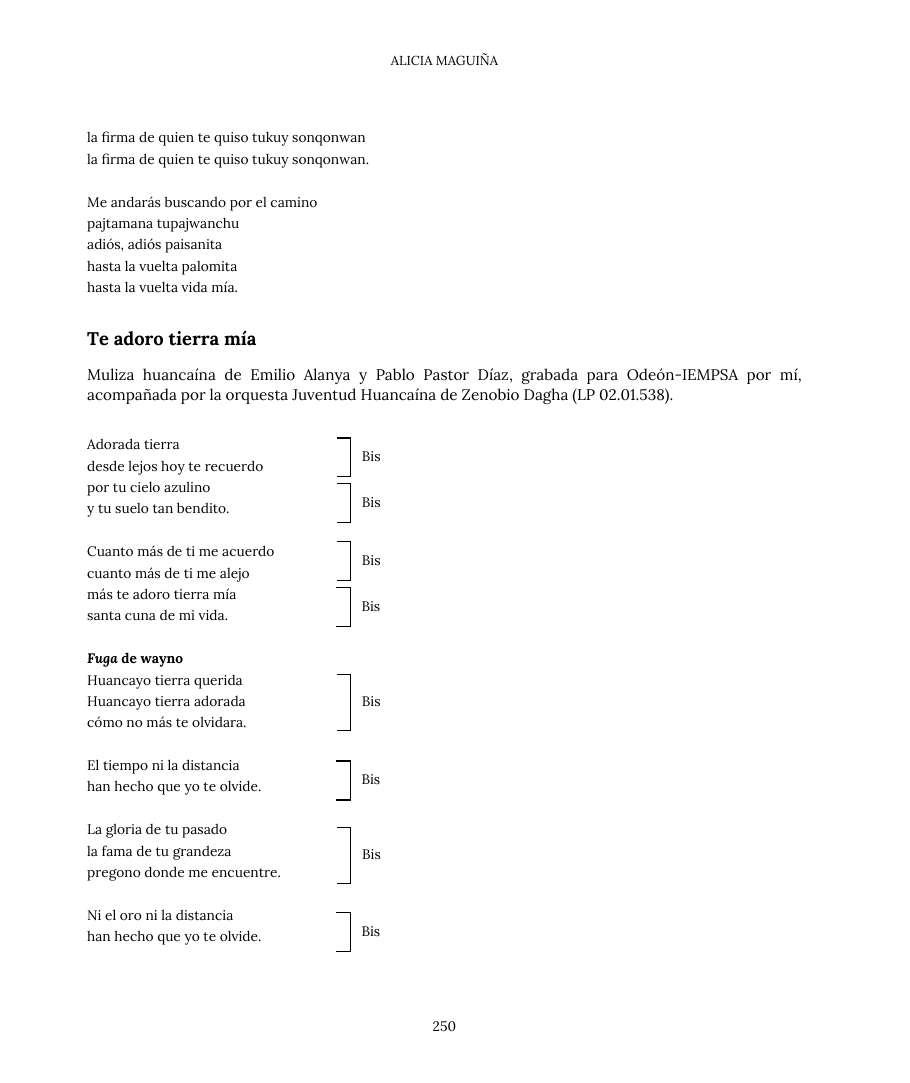 ALICIA MAGUIÑA
la firma de quien te quiso tukuy sonqonwan
la firma de quien te quiso tukuy sonqonwan.
Me andarás buscando por el camino
pajtamana tupajwanchu
adiós, adiós paisanita
hasta la vuelta palomita
hasta la vuelta vida mía.
Te adoro tierra mía
Muliza huancaína de Emilio Alanya y Pablo Pastor Díaz, grabada para Odeón-IEMPSA por mí,
acompañada por la orquesta Juventud Huancaína de Zenobio Dagha (LP 02.01.538).
Adorada tierra
desde lejos hoy te recuerdo
Bis
por tu cielo azulino
y tu suelo tan bendito.
Bis
Cuanto más de ti me acuerdo
cuanto más de ti me alejo
Bis
más te adoro tierra mía
santa cuna de mi vida.
Bis
Fuga de wayno
Huancayo tierra querida
Huancayo tierra adorada
cómo no más te olvidara.
Bis
El tiempo ni la distancia
han hecho que yo te olvide.
Bis
La gloria de tu pasado
la fama de tu grandeza
pregono donde me encuentre.
Bis
Ni el oro ni la distancia
han hecho que yo te olvide.
Bis
250